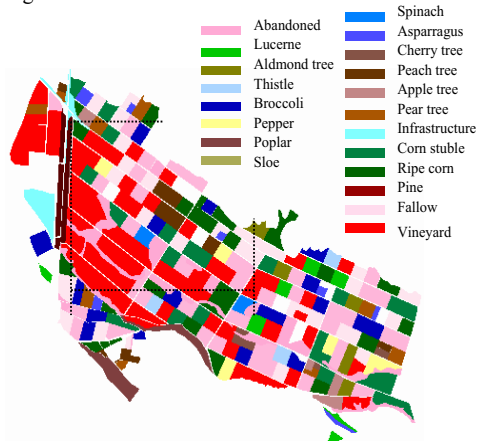 Abandoned
Lucerne
Aldmond tree
Thistle
Broccoli
Pepper
Poplar
Sloe
Spinach
Asparragus
Cherry tree
Peach tree
Apple tree
Pear tree
Infrastructure
Corn stuble
Ripe corn
Pine
Fallow
Vineyard